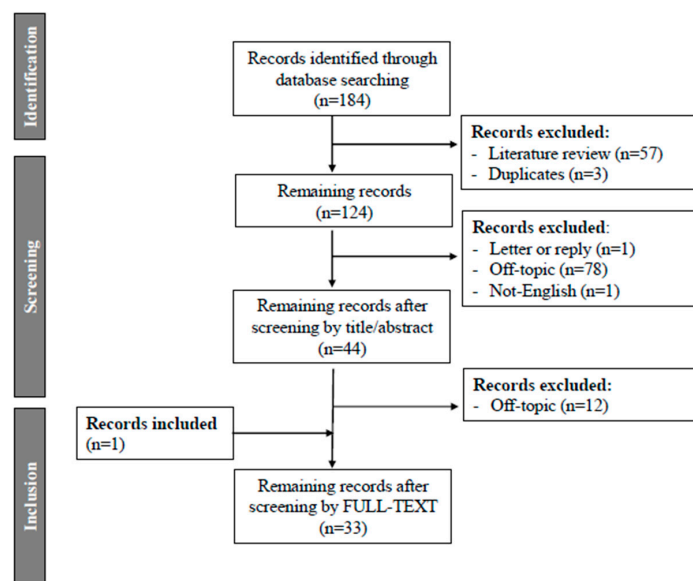 Identification
Records identified through
database searching
(n=184)
Records excluded:
- Literature review (n=57)
- Duplicates (n=3)
Screening
Remaining records
(n=124)
Records excluded:
- Letter or reply (n=1)
- Off-topic (n=78)
- Not-English (n=1)
Remaining records after
screening by title/abstract
(n=44)
Records excluded:
- Off-topic (n=12)
Inclusion
Records included
(n=1)
Remaining records after
screening by FULL-TEXT
(n=33)